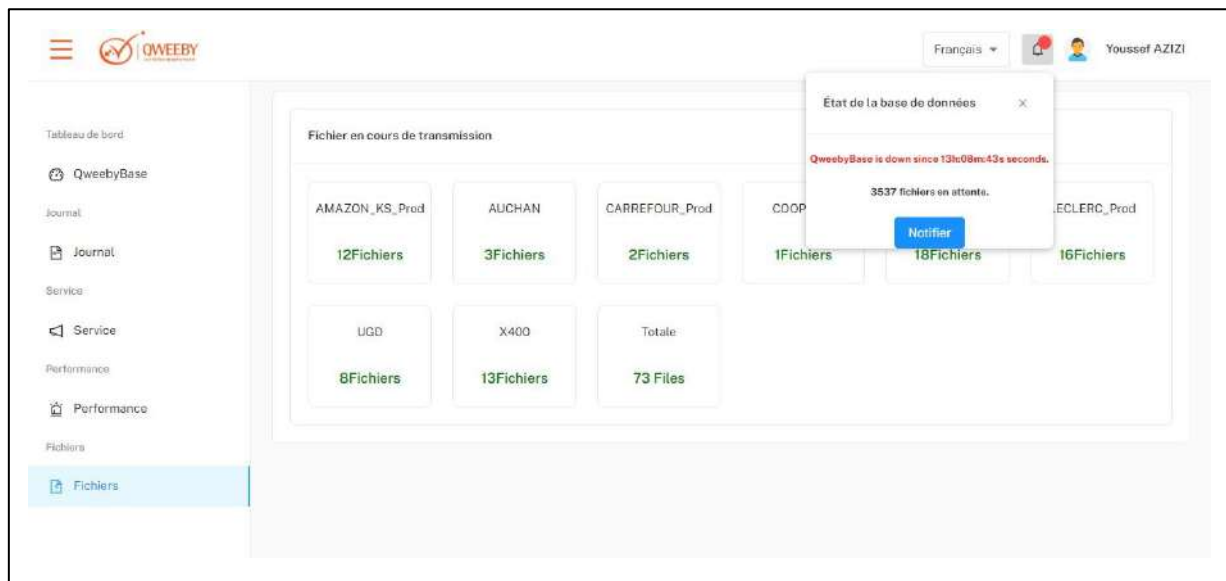 QWEEBY
Français
Youssef AZIZI
État de la base de données
QweebyBase is down since 13h:08m:43s seconds.
3537 fichiers en attente.
Notifier
Tableau de bord
QweebyBase
Journal
Journal
Service
Service
Performance
Performance
Fichiers
Fichiers
Fichier en cours de transmission
AMAZON_KS_Prod
12Fichiers
AUCHAN
3Fichiers
CARREFOUR_Prod
2Fichiers
COOP
1Fichiers
18Fichiers
LECLERC_Prod
16Fichiers
UGD
8Fichiers
X400
13Fichiers
Totale
73 Files